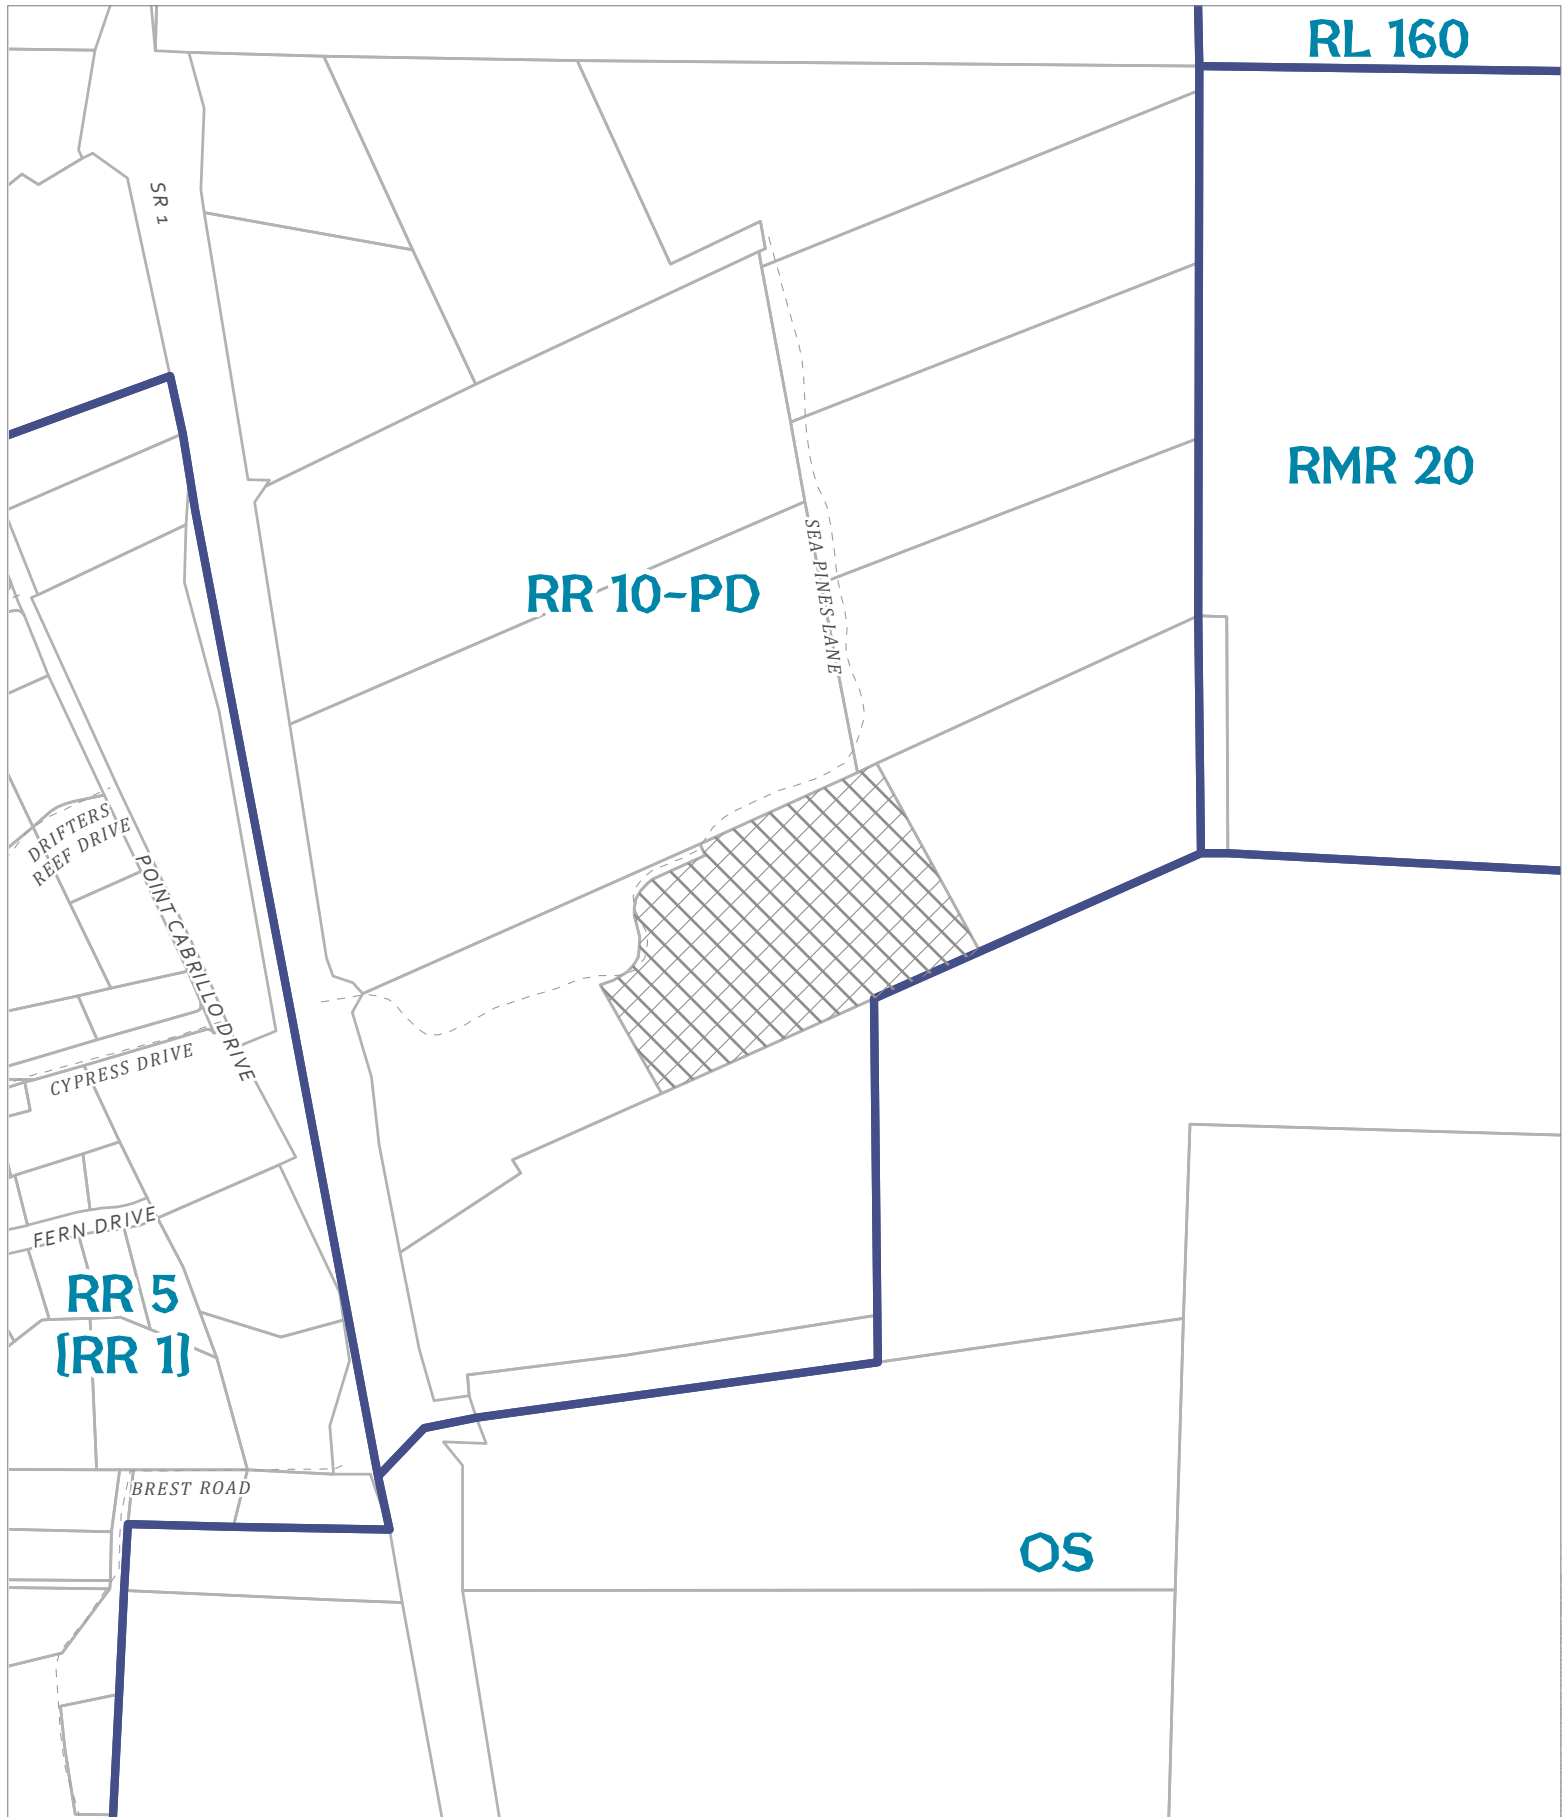 RL 160
SR 1
RMR 20
RR 10-PD
SEA PINES LANE
DRIFTERS
REEF DRIVE
POINT CABRILLO DRIVE
CYPRESS DRIVE
FERN DRIVE
RR 5
[RR 1]
BREST ROAD
OS